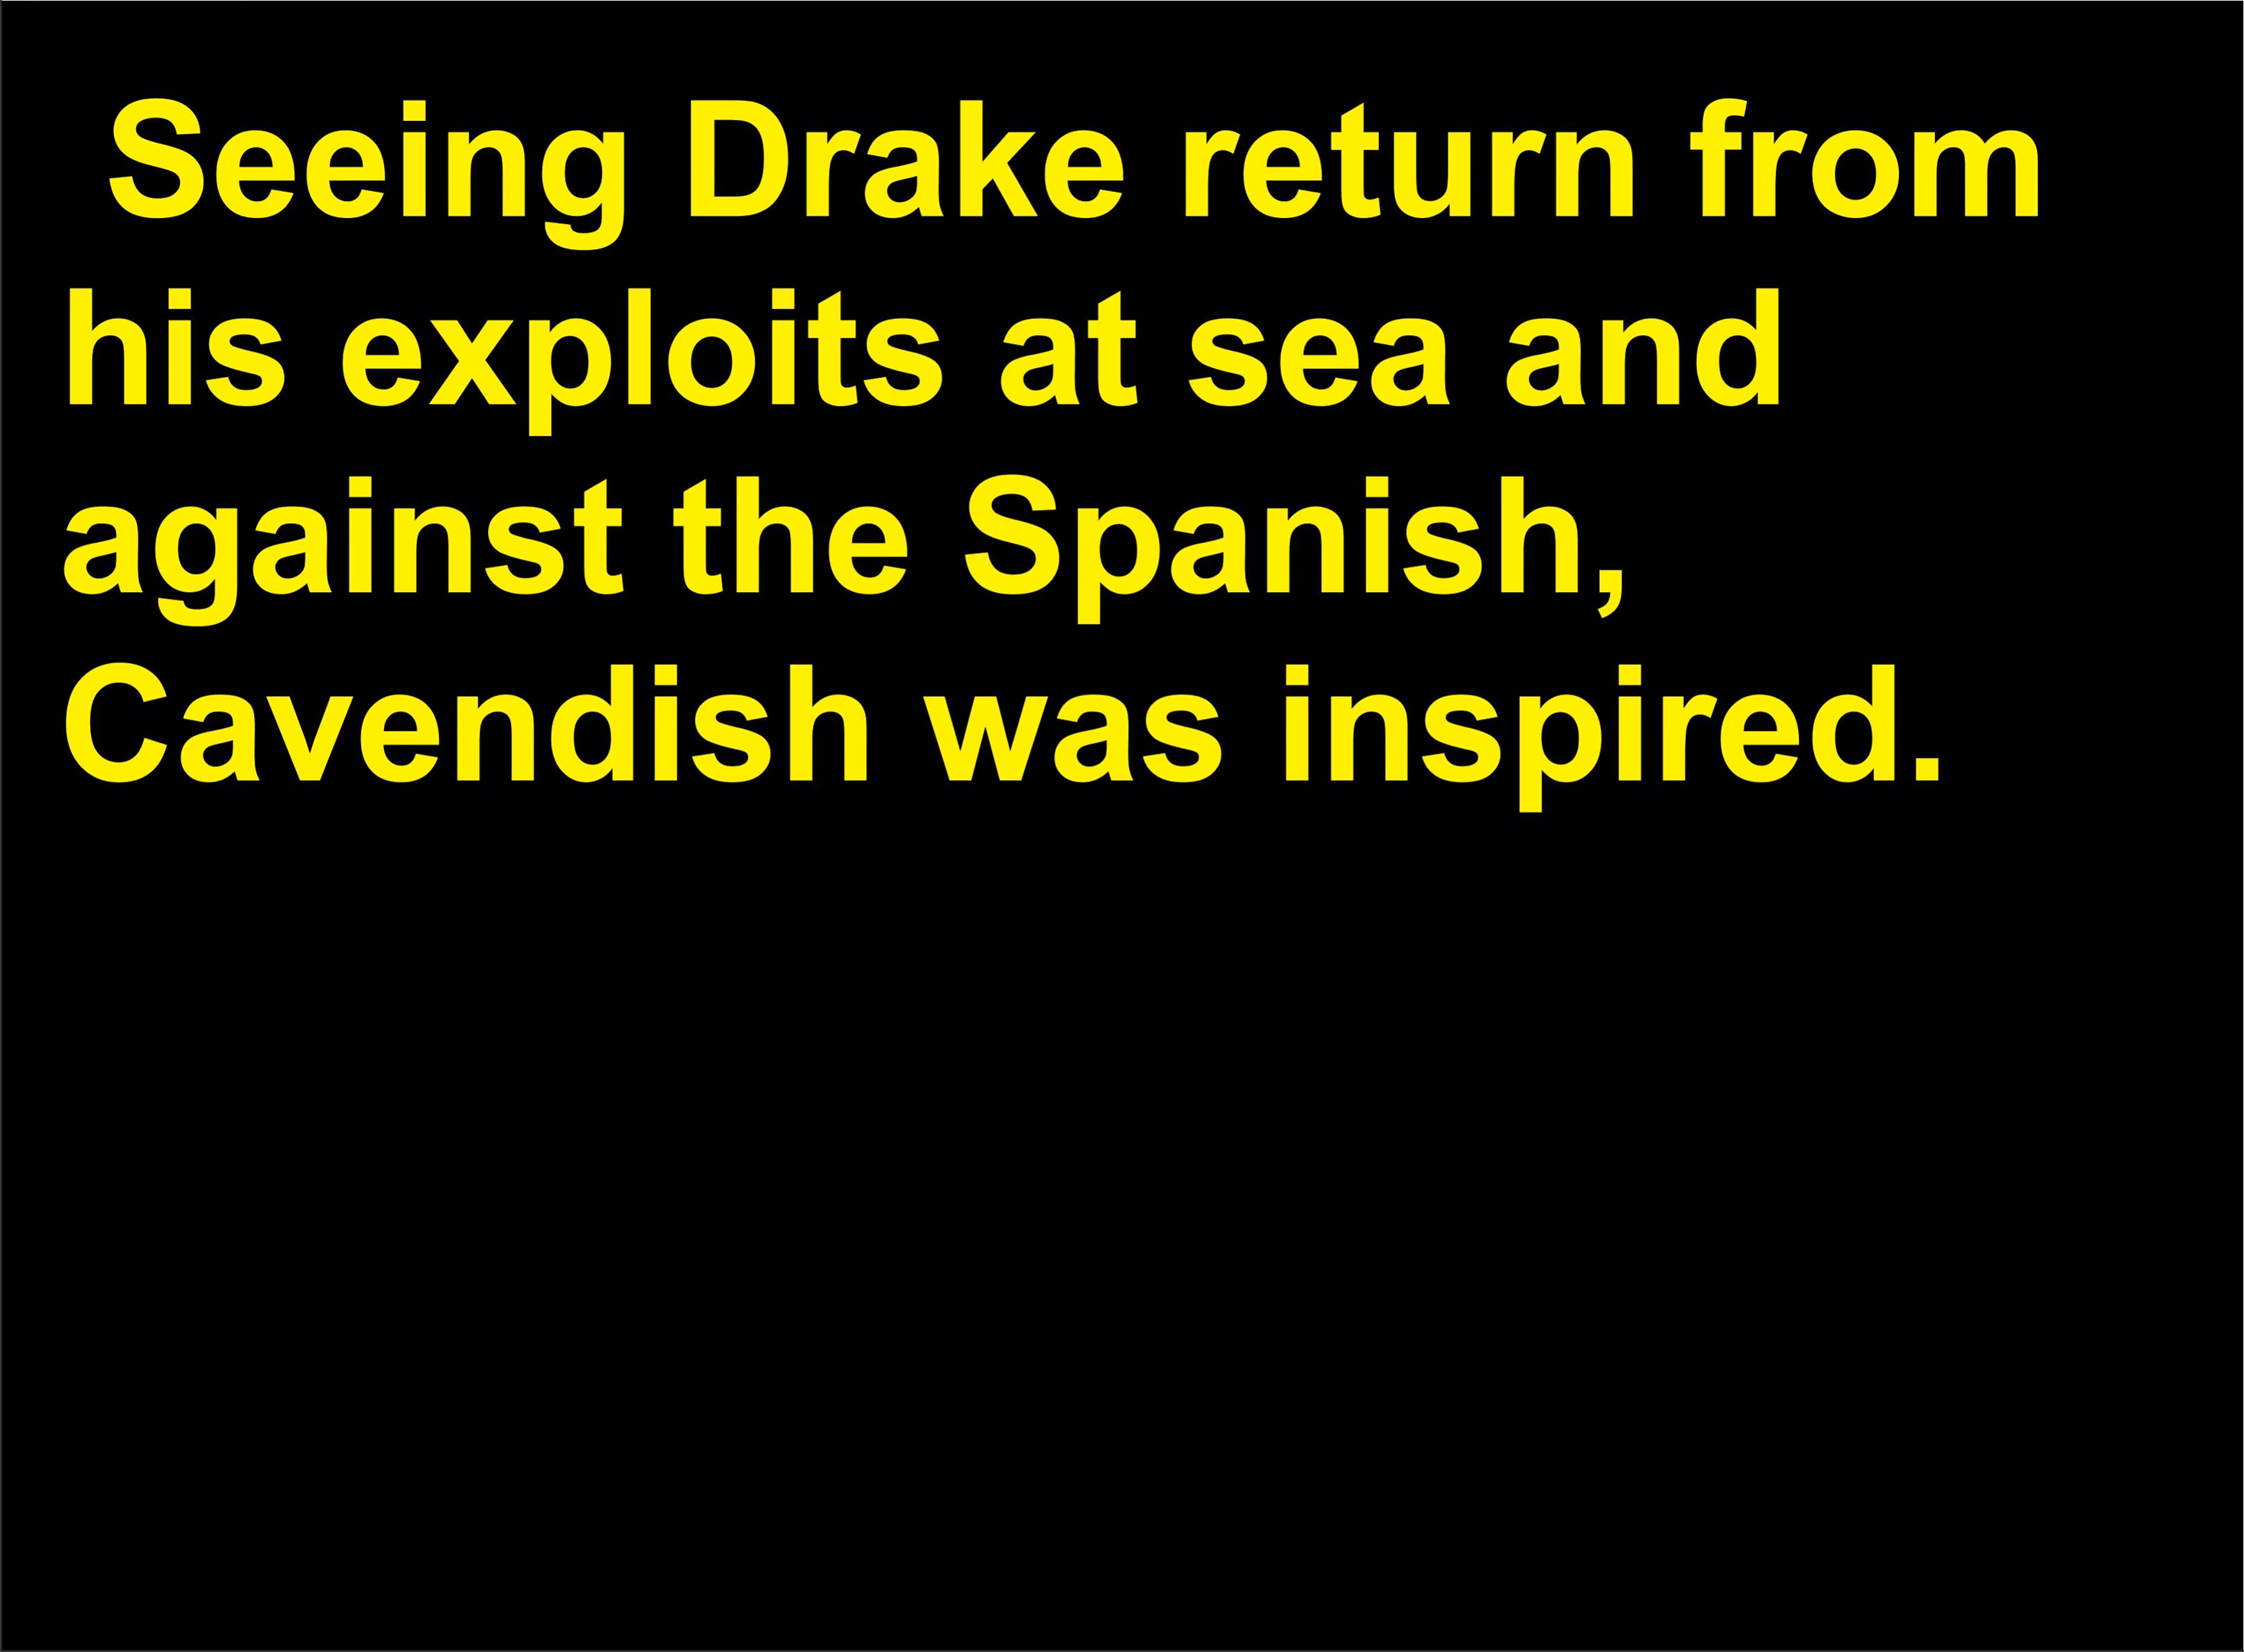 Seeing Drake return from
his exploits at sea and
against the Spanish,
Cavendish was inspired.